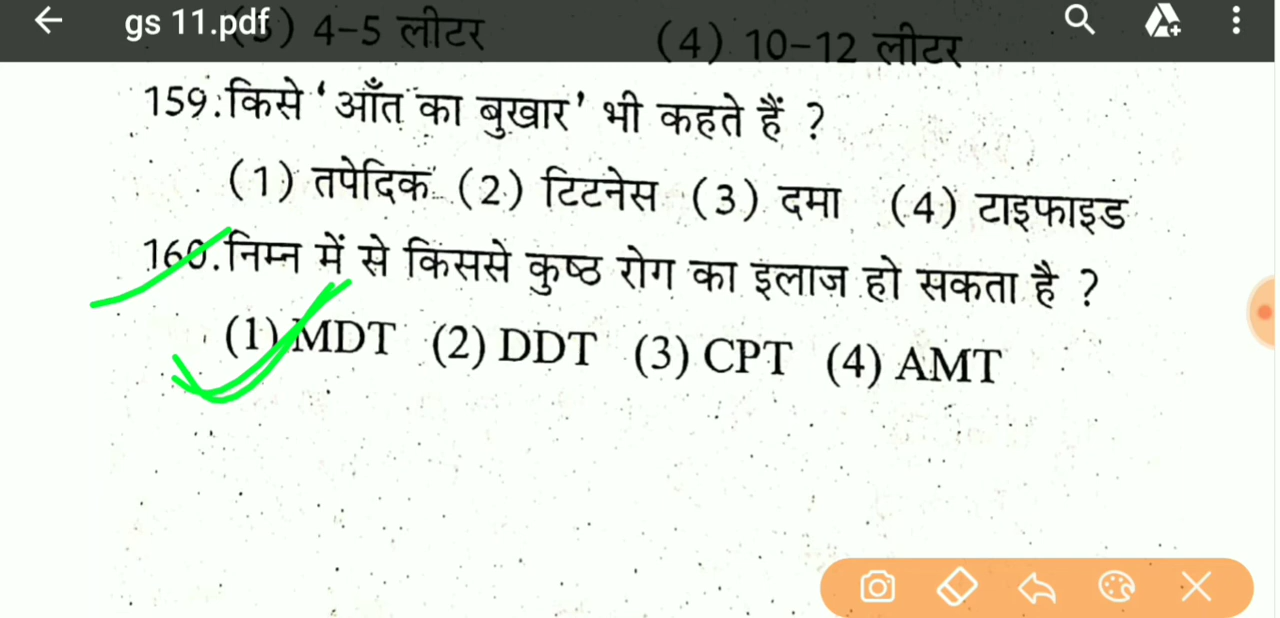 gs 11.pdf
(3) 4-5 लीटर (4) 10-12 लीटर
159. किसे ‘आँत का बुखार’ भी कहते हैं ?
(1) तपेदिक (2) टिटनेस (3) दमा (4) टाइफाइड
160. निम्न में से किससे कुष्ठ रोग का इलाज हो सकता है ?
(1) MDT (2) DDT (3) CPT (4) AMT